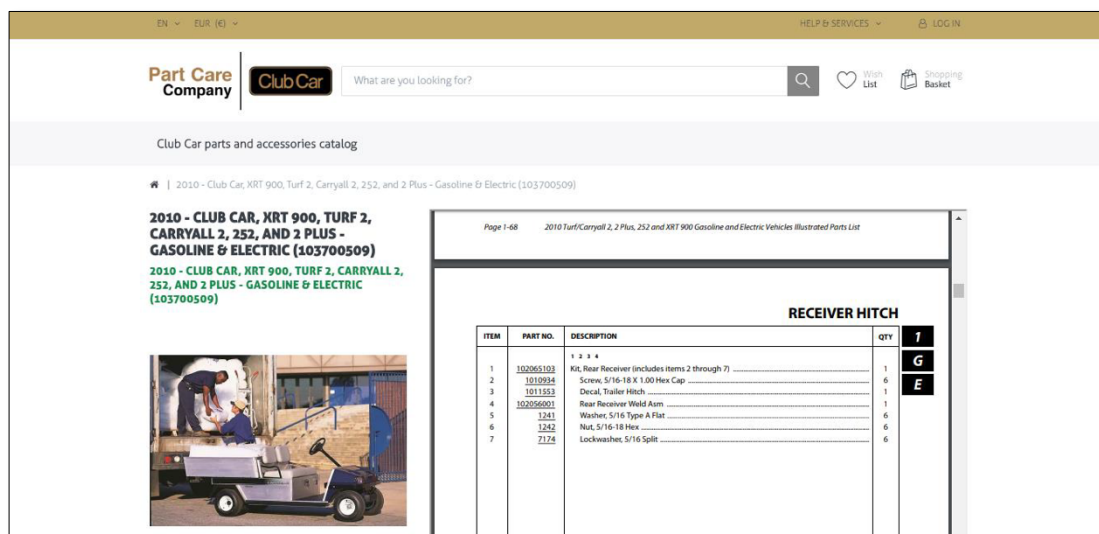 EN EUR (€) HELP & SERVICES LOG IN
Part Care
Company
Club Car
What are you looking for?
Wish
List
Shopping
Basket
Club Car parts and accessories catalog
| 2010 - Club Car, XRT 900, Turf 2, Carryall 2, 252, and 2 Plus - Gasoline & Electric (103700509)
2010 - CLUB CAR, XRT 900, TURF 2,
CARRYALL 2, 252, AND 2 PLUS -
GASOLINE & ELECTRIC (103700509)
2010 - CLUB CAR, XRT 900, TURF 2, CARRYALL 2,
252, AND 2 PLUS - GASOLINE & ELECTRIC
(103700509)
Page 1-68 2010 Turf/Carryall 2, 2 Plus, 252 and XRT 900 Gasoline and Electric Vehicles Illustrated Parts List
RECEIVER HITCH
ITEM PART NO. DESCRIPTION QTY 1
1 2 3 4 G
1 102065103 Kit, Rear Receiver (includes items 2 through 7) 1
2 1010934 Screw, 5/16-18 X 1.00 Hex Cap 6 E
3 1011553 Decal, Trailer Hitch 1
4 102056001 Rear Receiver Weld Asm 1
5 1241 Washer, 5/16 Type A Flat 6
6 1242 Nut, 5/16-18 Hex 6
7 7174 Lockwasher, 5/16 Split 6